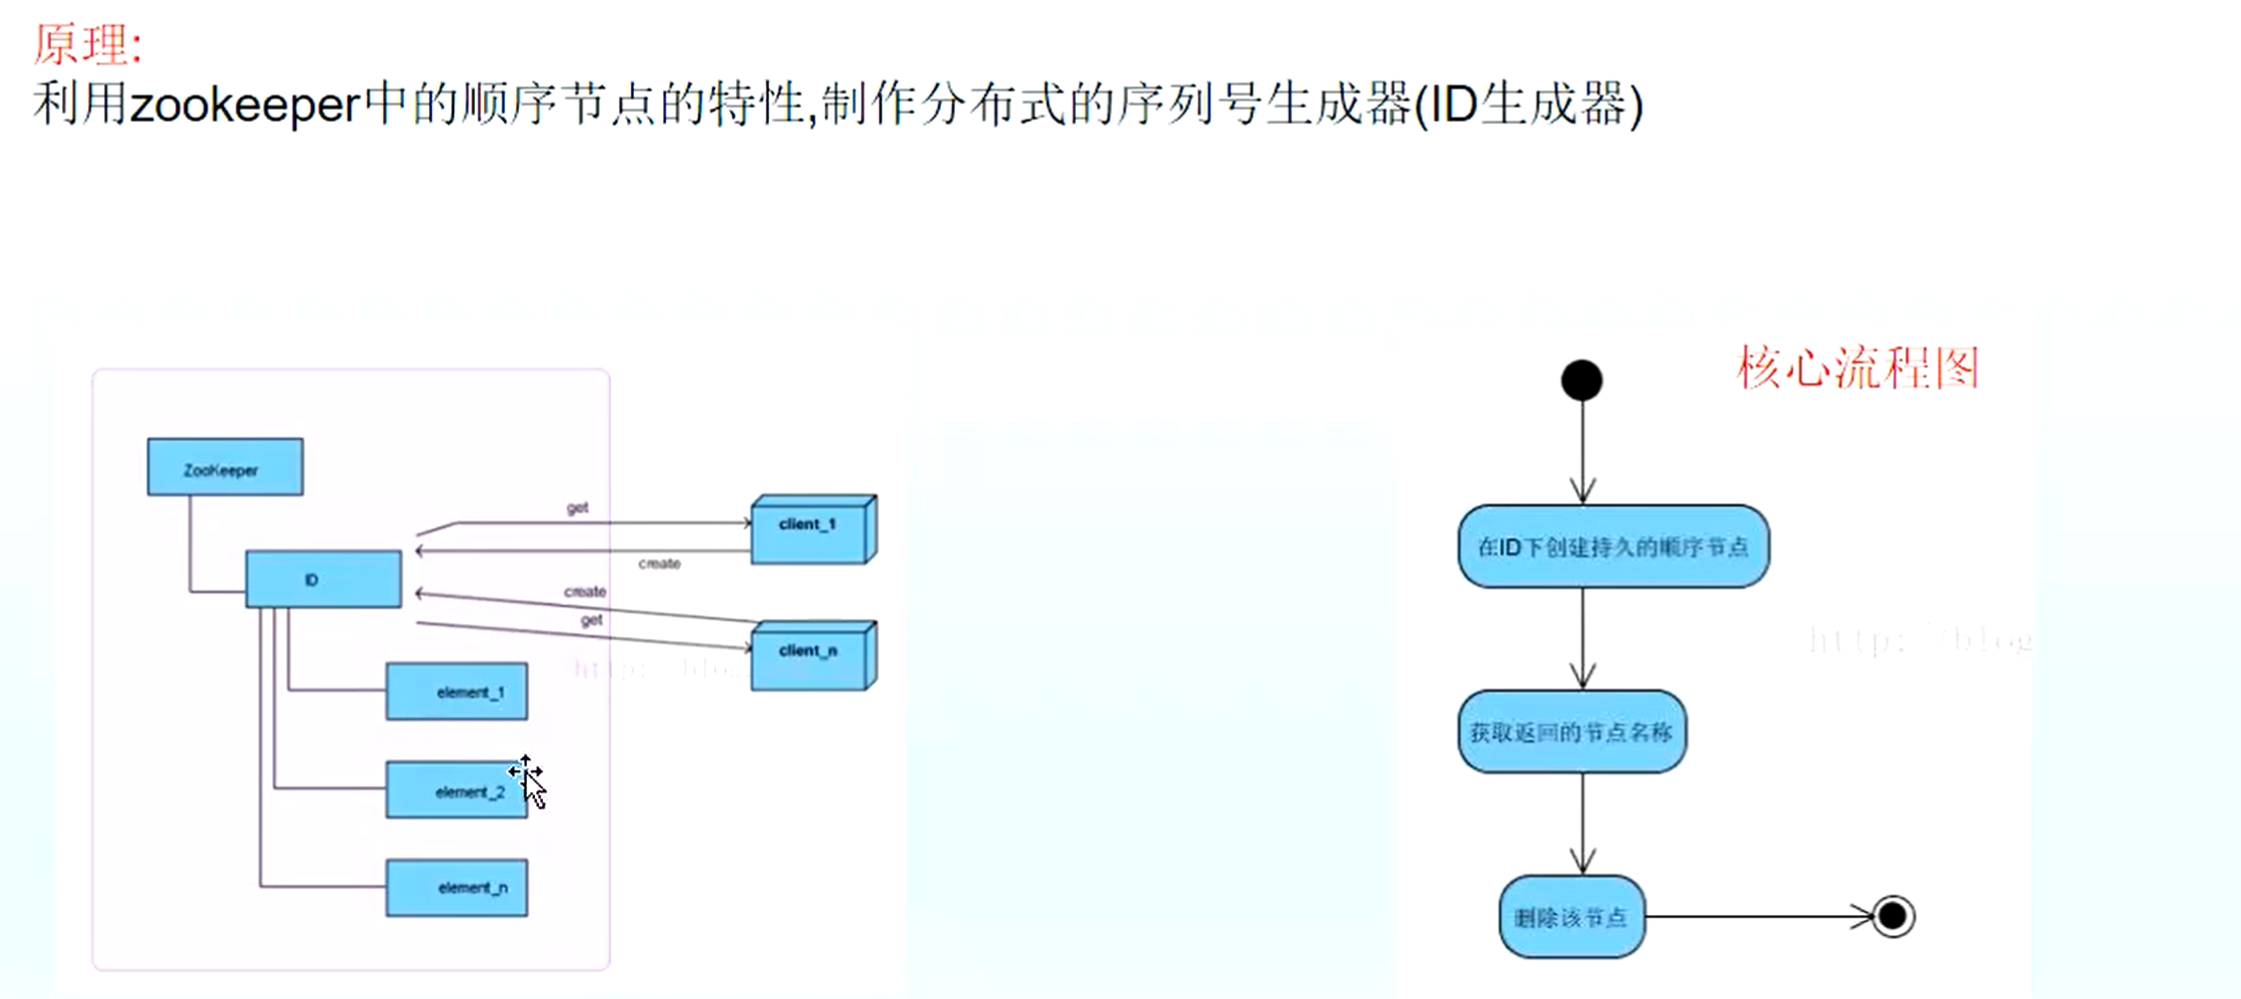 原理:
利用zookeeper中的顺序节点的特性,制作分布式的序列号生成器(ID生成器)
核心流程图
ZooKeeper
get
client_1
create
ID
create
get
client_n
http://blog
element_1
element_2
element_n
在ID下创建持久的顺序节点
http://blog
获取返回的节点名称
删除该节点